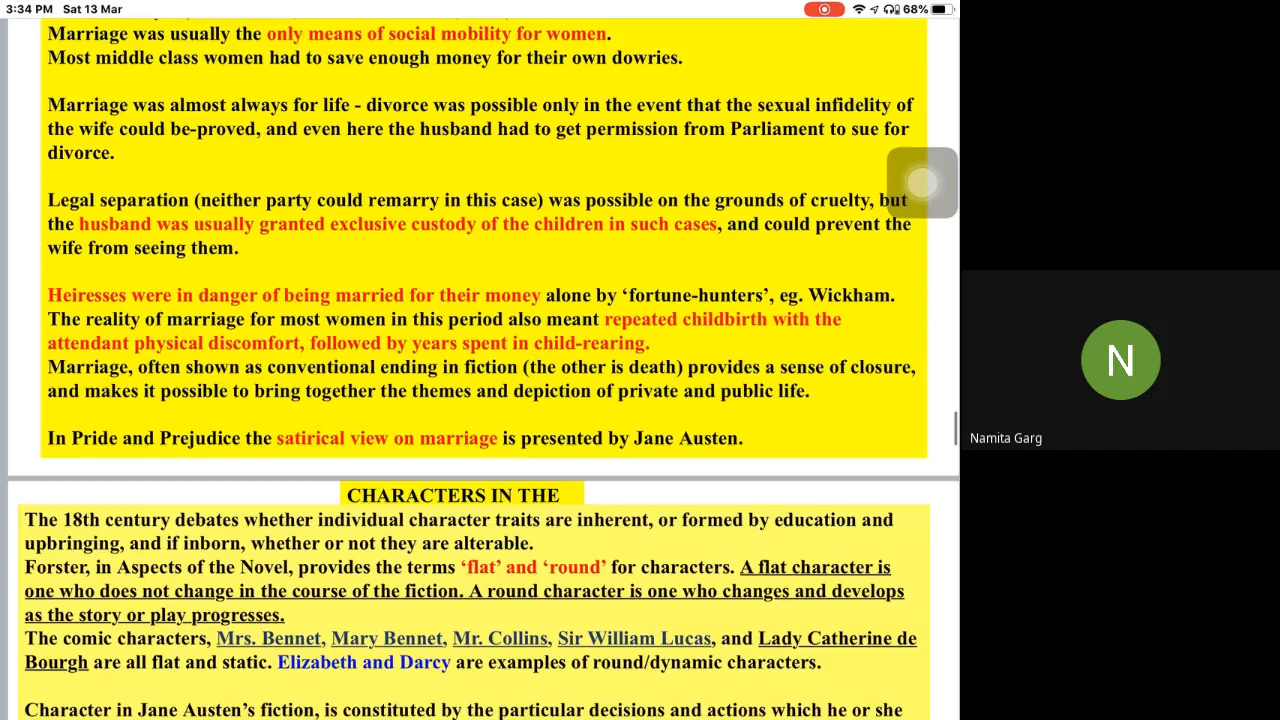 3:34 PM Sat 13 Mar 68%
Marriage was usually the only means of social mobility for women.
Most middle class women had to save enough money for their own dowries.
Marriage was almost always for life - divorce was possible only in the event that the sexual infidelity of
the wife could be-proved, and even here the husband had to get permission from Parliament to sue for
divorce.
Legal separation (neither party could remarry in this case) was possible on the grounds of cruelty, but
the husband was usually granted exclusive custody of the children in such cases, and could prevent the
wife from seeing them.
Heiresses were in danger of being married for their money alone by ‘fortune-hunters’, eg. Wickham.
The reality of marriage for most women in this period also meant repeated childbirth with the
attendant physical discomfort, followed by years spent in child-rearing.
Marriage, often shown as conventional ending in fiction (the other is death) provides a sense of closure,
and makes it possible to bring together the themes and depiction of private and public life.
In Pride and Prejudice the satirical view on marriage is presented by Jane Austen.
CHARACTERS IN THE
The 18th century debates whether individual character traits are inherent, or formed by education and
upbringing, and if inborn, whether or not they are alterable.
Forster, in Aspects of the Novel, provides the terms ‘flat’ and ‘round’ for characters. A flat character is
one who does not change in the course of the fiction. A round character is one who changes and develops
as the story or play progresses.
The comic characters, Mrs. Bennet, Mary Bennet, Mr. Collins, Sir William Lucas, and Lady Catherine de
Bourgh are all flat and static. Elizabeth and Darcy are examples of round/dynamic characters.
Character in Jane Austen’s fiction, is constituted by the particular decisions and actions which he or she
N
Namita Garg